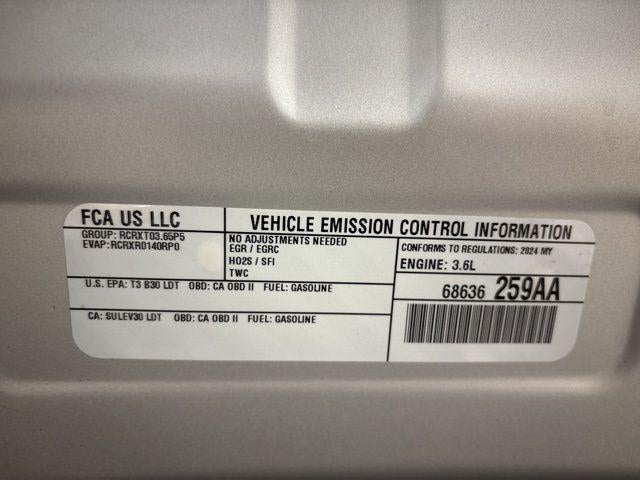 FCA US LLC
GROUP: RCRXT03.65P5
EVAP:RCRXR0140RP0
VEHICLE EMISSION CONTROL INFORMATION
NO ADJUSTMENTS NEEDED
EGR / EGRC
HO2S / SFI
TWC
CONFORMS TO REGULATIONS: 2024 MY
ENGINE: 3.6L
U.S. EPA: T3 B30 LDT OBD: CA OBD II FUEL: GASOLINE
68636 259AA
CA: SULEV30 LDT OBD: CA OBD II FUEL: GASOLINE